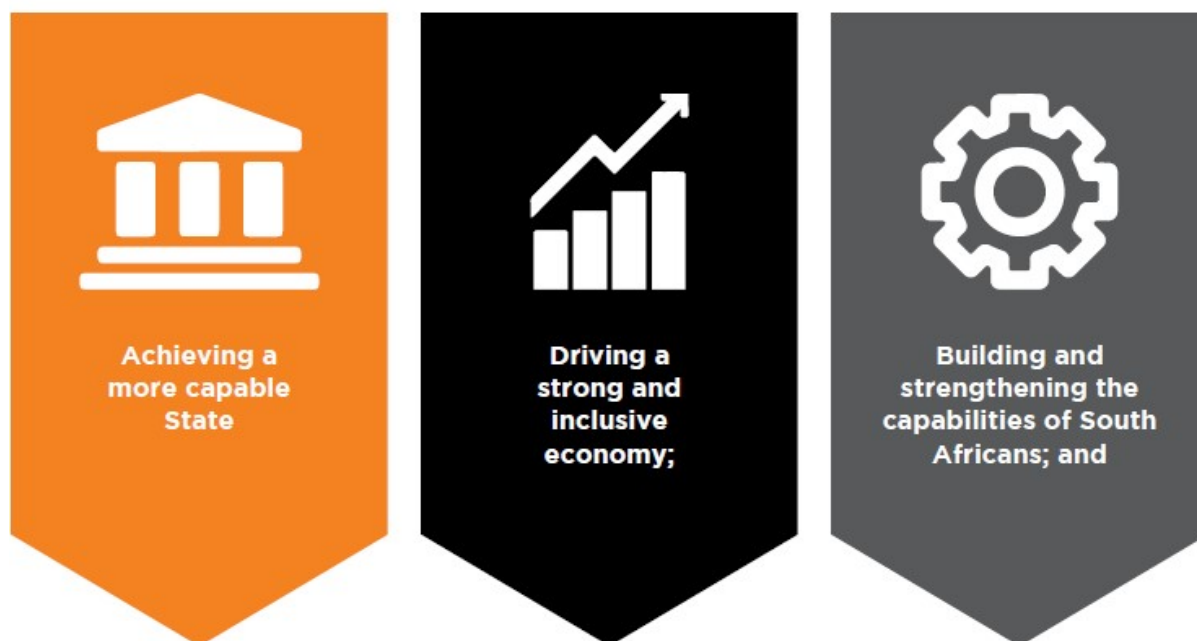 Achieving a
more capable
State
Driving a
strong and
inclusive
economy;
Building and
strengthening the
capabilities of South
Africans; and